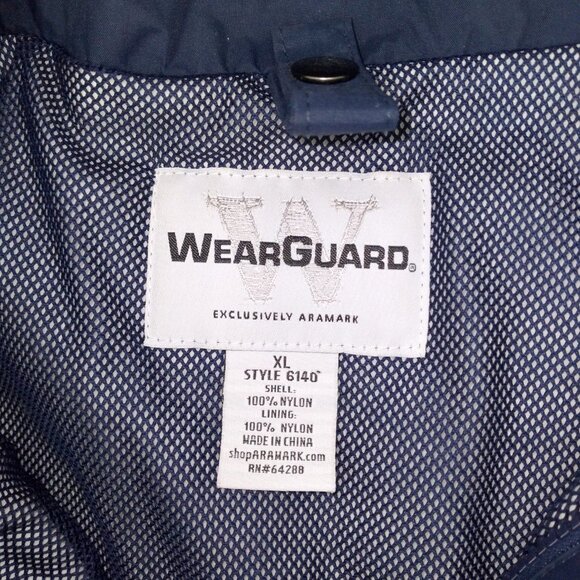 W
WEARGUARD®
EXCLUSIVELY ARAMARK
XL
STYLE 6140
SHELL:
100% NYLON
LINING:
100% NYLON
MADE IN CHINA
shopARAMARK.com
RN#64288